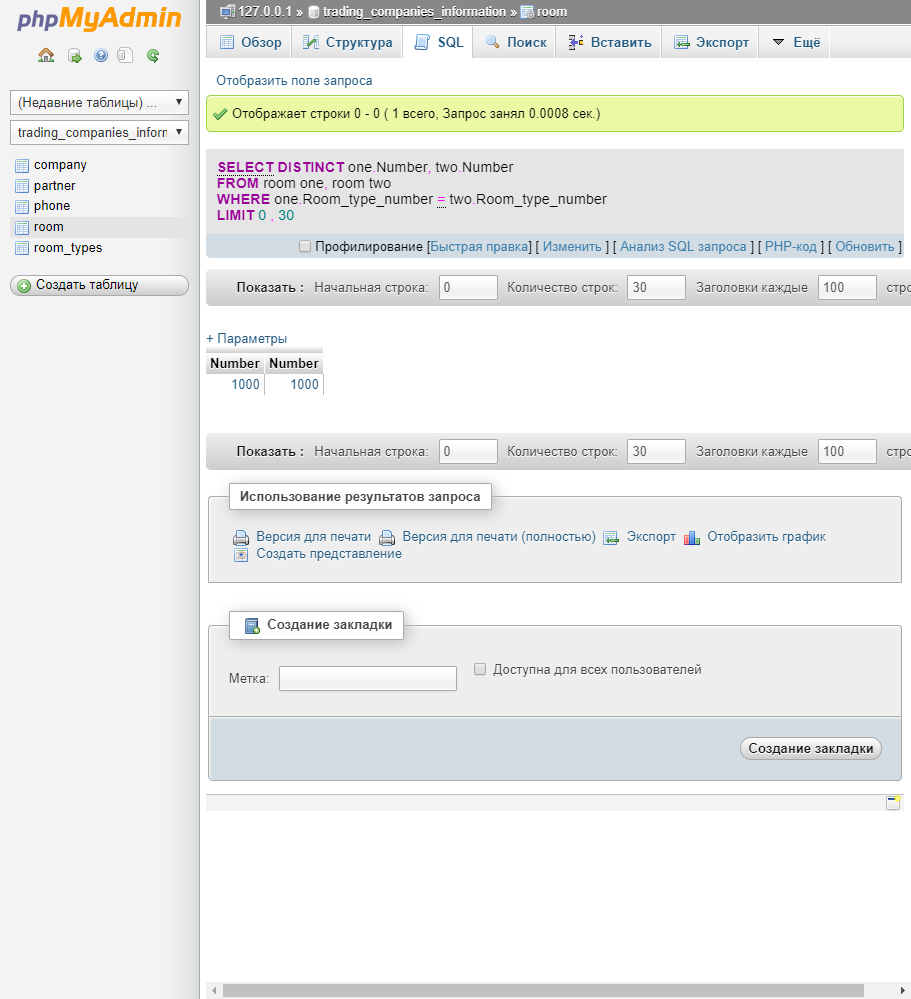 phpMyAdmin
(Недавние таблицы) ...
trading_companies_inforn
company
partner
phone
room
room_types
Создать таблицу
127.0.0.1 » trading_companies_information » room
Обзор Структура SQL Поиск Вставить Экспорт Ещё
Отобразить поле запроса
Отображает строки 0 - 0 ( 1 всего, Запрос занял 0.0008 сек.)
SELECT DISTINCT one.Number, two.Number
FROM room one, room two
WHERE one.Room_type_number = two.Room_type_number
LIMIT 0 , 30
Профилирование [Быстрая правка] [ Изменить ] [ Анализ SQL запроса ] [ PHP-код ] [ Обновить ]
Показать : Начальная строка: 0 Количество строк: 30 Заголовки каждые 100 стро
+ Параметры
Number Number
1000 1000
Показать : Начальная строка: 0 Количество строк: 30 Заголовки каждые 100 стро
Использование результатов запроса
Версия для печати Версия для печати (полностью) Экспорт Отобразить график
Создать представление
Создание закладки
Метка: Доступна для всех пользователей
Создание закладки